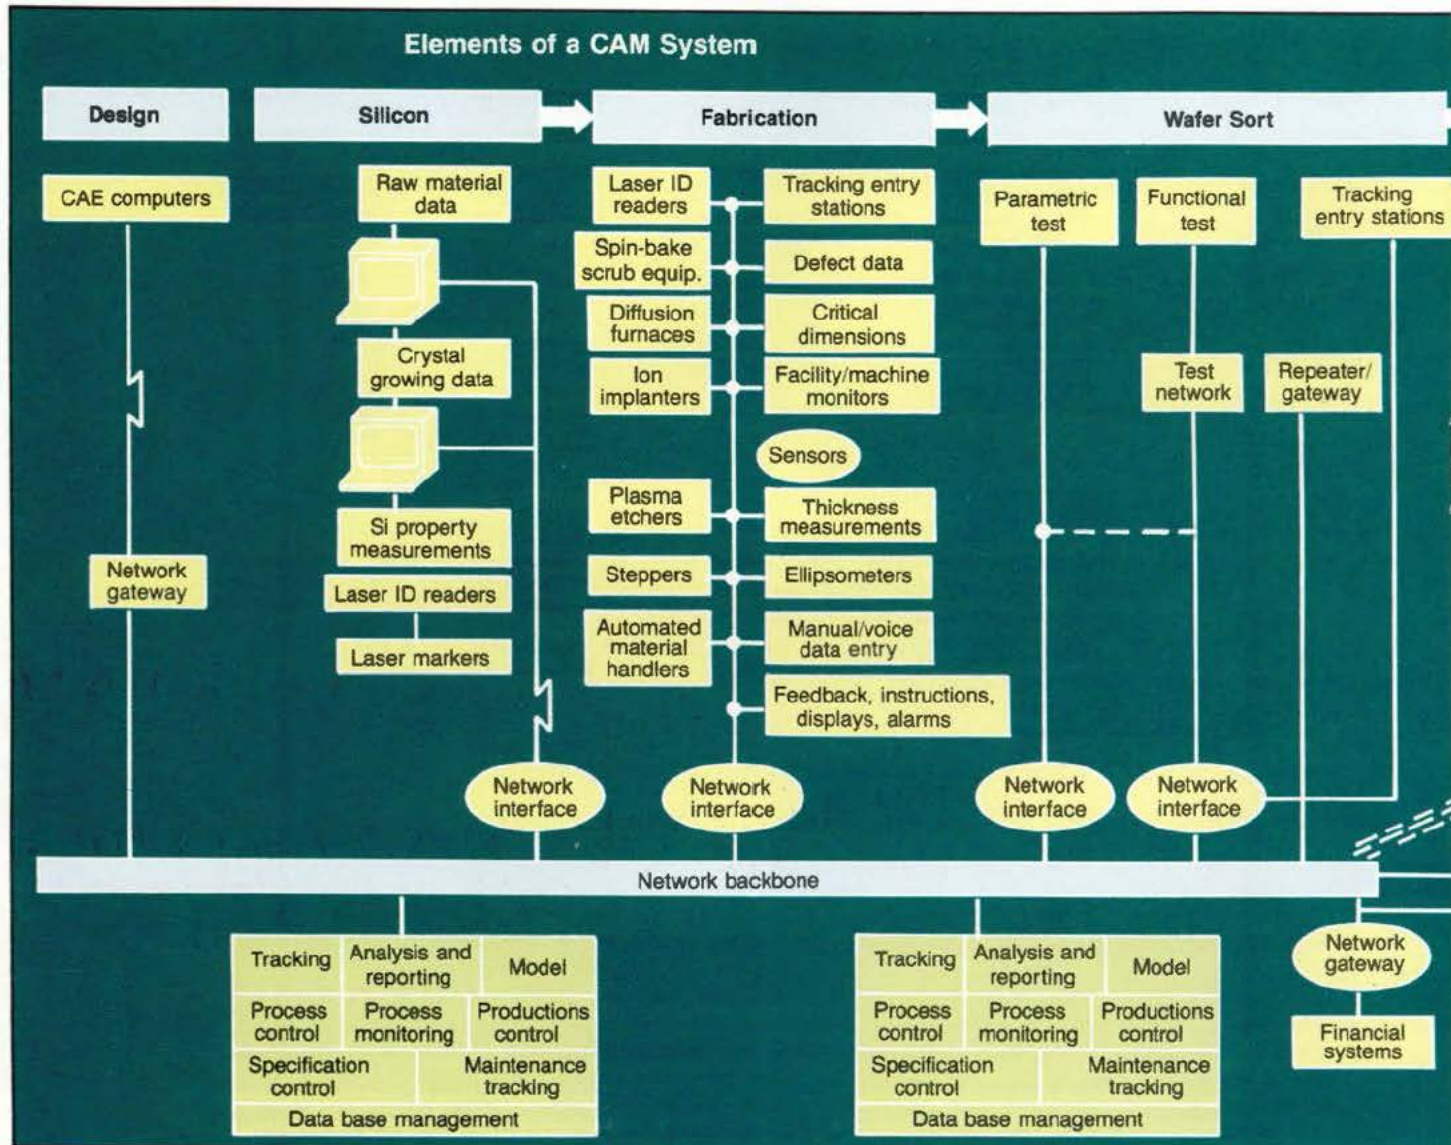 Elements of a CAM System
Design
Silicon
Fabrication
Wafer Sort
CAE computers
Network
gateway
Raw material
data
Crystal
growing data
Si property
measurements
Laser ID readers
Laser markers
Network
interface
Laser ID
readers
Spin-bake
scrub equip.
Diffusion
furnaces
Ion
implanters
Plasma
etchers
Steppers
Automated
material
handlers
Tracking entry
stations
Defect data
Critical
dimensions
Facility/machine
monitors
Sensors
Thickness
measurements
Ellipsometers
Manual/voice
data entry
Feedback, instructions,
displays, alarms
Network
interface
Parametric
test
Functional
test
Tracking
entry stations
Test
network
Repeater/
gateway
Network
interface
Network
interface
Network backbone
Tracking
Analysis and
reporting
Model
Process
control
Process
monitoring
Productions
control
Specification
control
Maintenance
tracking
Data base management
Tracking
Analysis and
reporting
Model
Process
control
Process
monitoring
Productions
control
Specification
control
Maintenance
tracking
Data base management
Network
gateway
Financial
systems